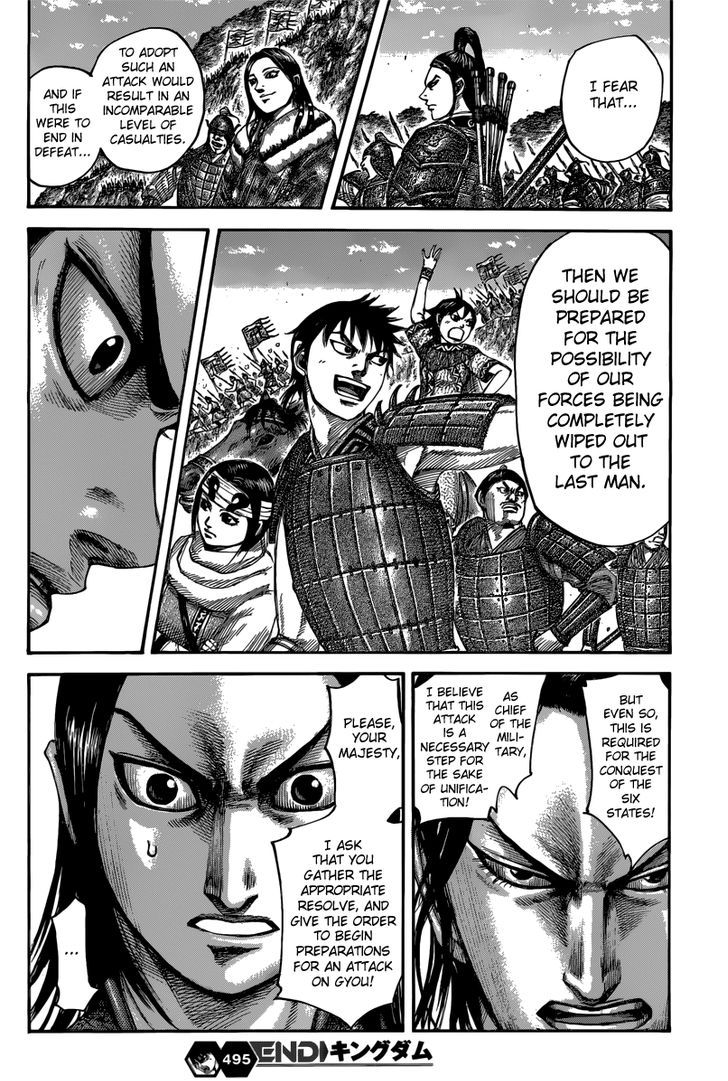 I FEAR
THAT...
TO ADOPT
SUCH AN
ATTACK WOULD
RESULT IN AN
INCOMPARABLE
LEVEL OF
CASUALTIES.
AND IF
THIS
WERE TO
END IN
DEFEAT...
THEN WE
SHOULD BE
PREPARED
FOR THE
POSSIBILITY
OF OUR
FORCES BEING
COMPLETELY
WIPED OUT
TO THE
LAST MAN.
BUT
EVEN SO,
THIS IS
REQUIRED
FOR THE
CONQUEST
OF THE
SIX
STATES!
AS
CHIEF
OF THE
MILI-
TARY,
I BELIEVE
THAT THIS
ATTACK
IS A
NECESSARY
STEP FOR
THE SAKE
OF UNIFICA-
TION!
PLEASE,
YOUR
MAJESTY,
I ASK
THAT YOU
GATHER THE
APPROPRIATE
RESOLVE, AND
GIVE THE ORDER
TO BEGIN
PREPARATIONS
FOR AN ATTACK
ON GYOU!
...
495 END キングダム